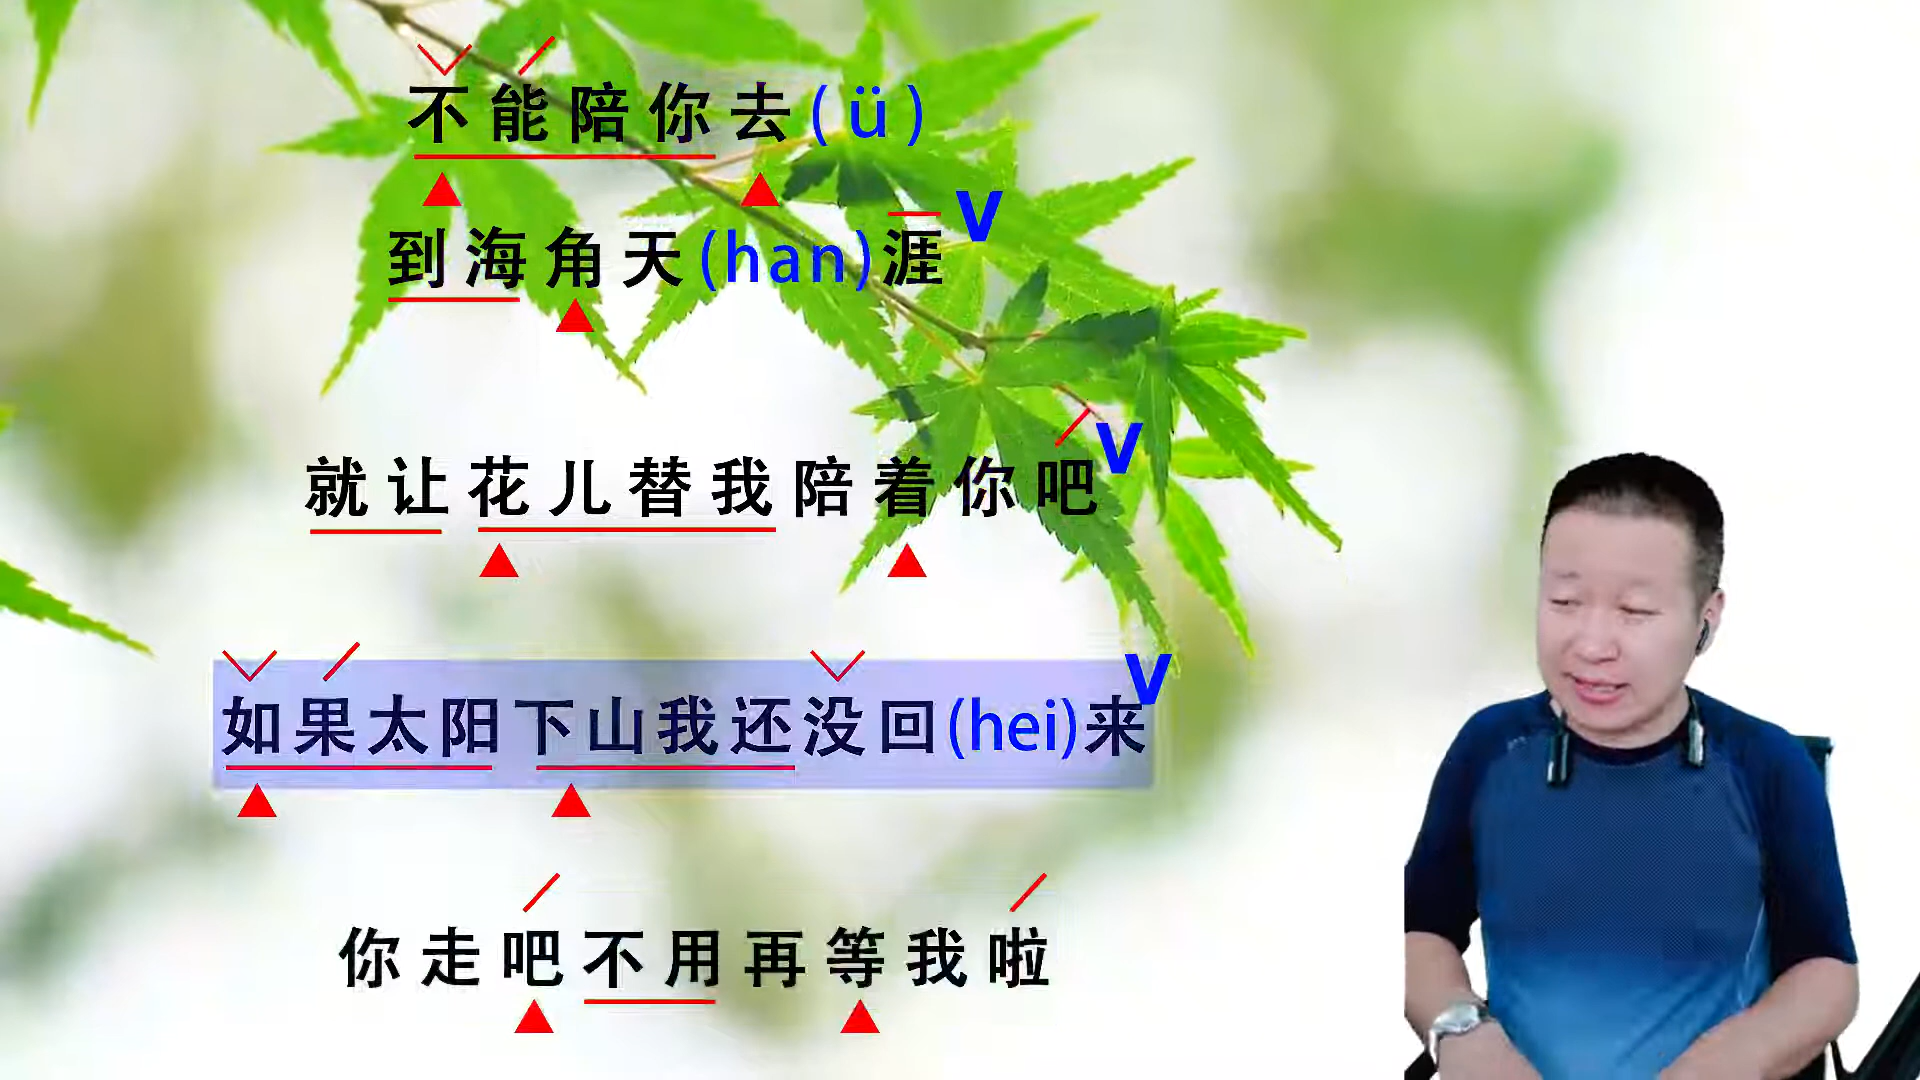 不能陪你去(ü)
到海角天(han)涯 V
就让花儿替我陪着你吧 V
如果太阳下山我还没回(hei)来 V
你走吧不用再等我啦